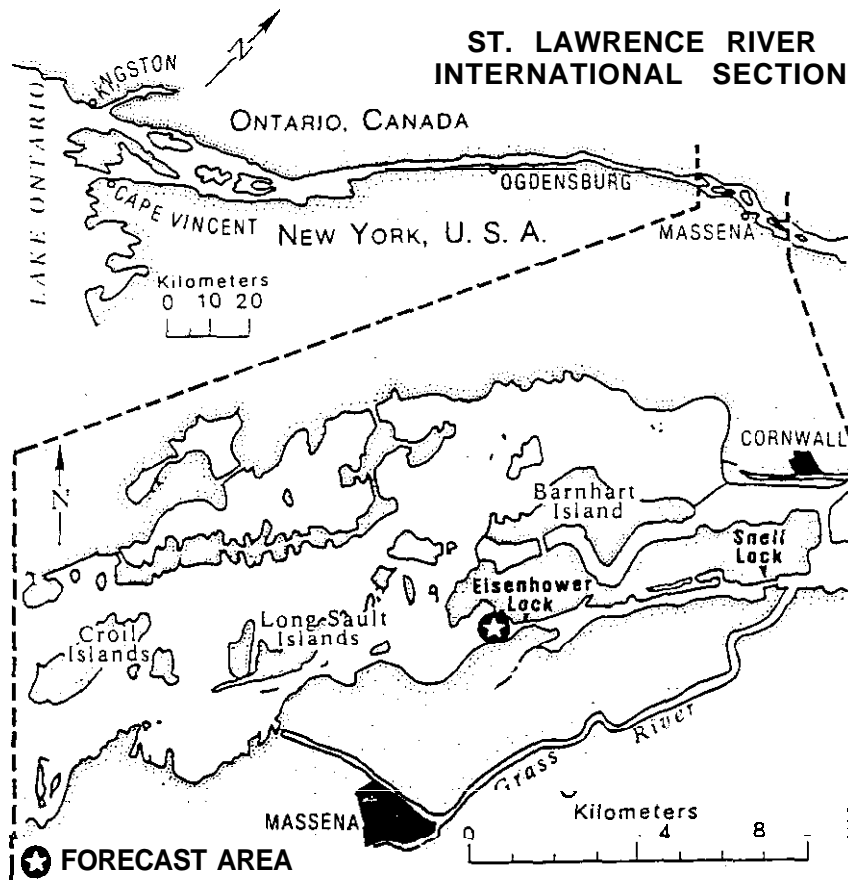 ST. LAWRENCE RIVER
INTERNATIONAL SECTION
N
KINGSTON
LAKE ONTARIO
ONTARIO, CANADA
OGDENSBURG
CAPE VINCENT
NEW YORK, U. S. A.
MASSENA
Kilometers
0 10 20
N
CORNWALL
Barnhart
Island
Snell
Lock
Eisenhower
Lock
Long Sault
Islands
Croil
Islands
Grass River
MASSENA
Kilometers
0 4 8
FORECAST AREA